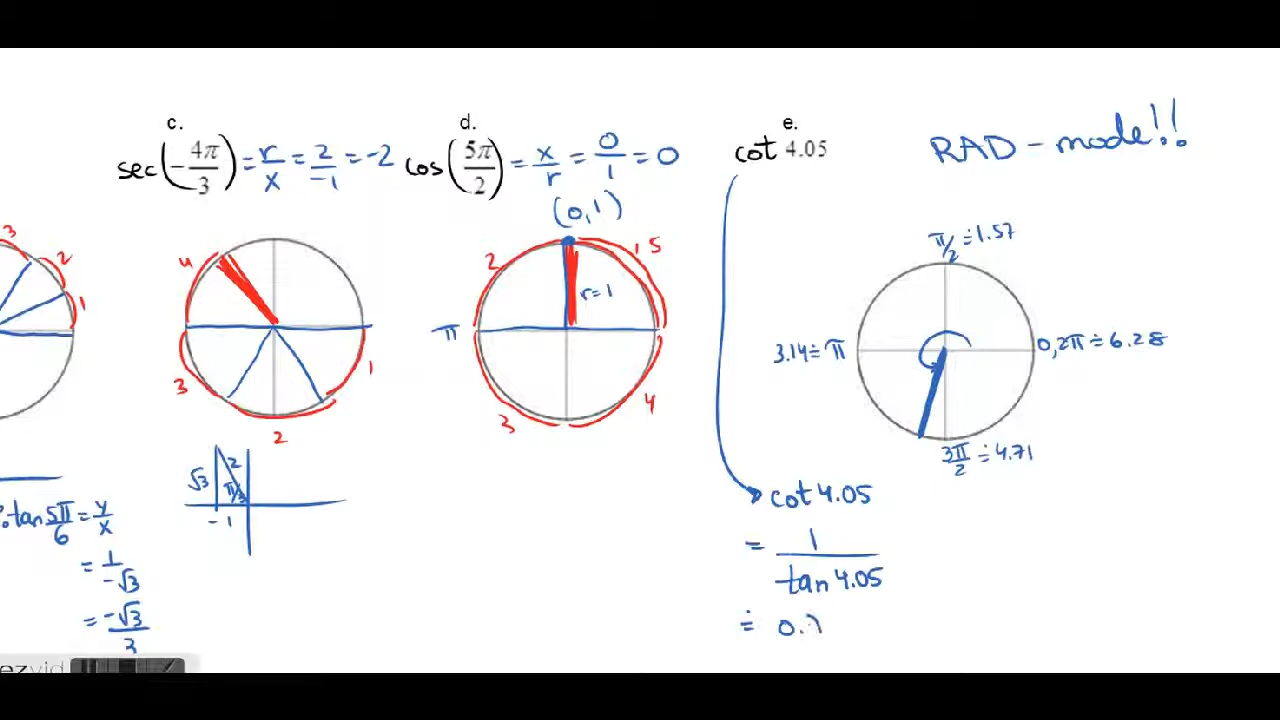 c.
sec(-4π/3) = r/x = 2/-1 = -2
3
2
1
4
1
3
2
√3
2
π/3
-1
tan 5π/6 = y/x
= 1/-√3
= -√3/3
d.
cos(5π/2) = x/r = 0/1 = 0
(0,1)
2
1,5
r=1
π
3
4
e.
cot 4.05
RAD - mode!!
π/2 ≐ 1.57
3.14 ≐ π
0,2π ≐ 6.28
3π/2 ≐ 4.71
cot 4.05
= 1/tan 4.05
≐ 0.
ezvid